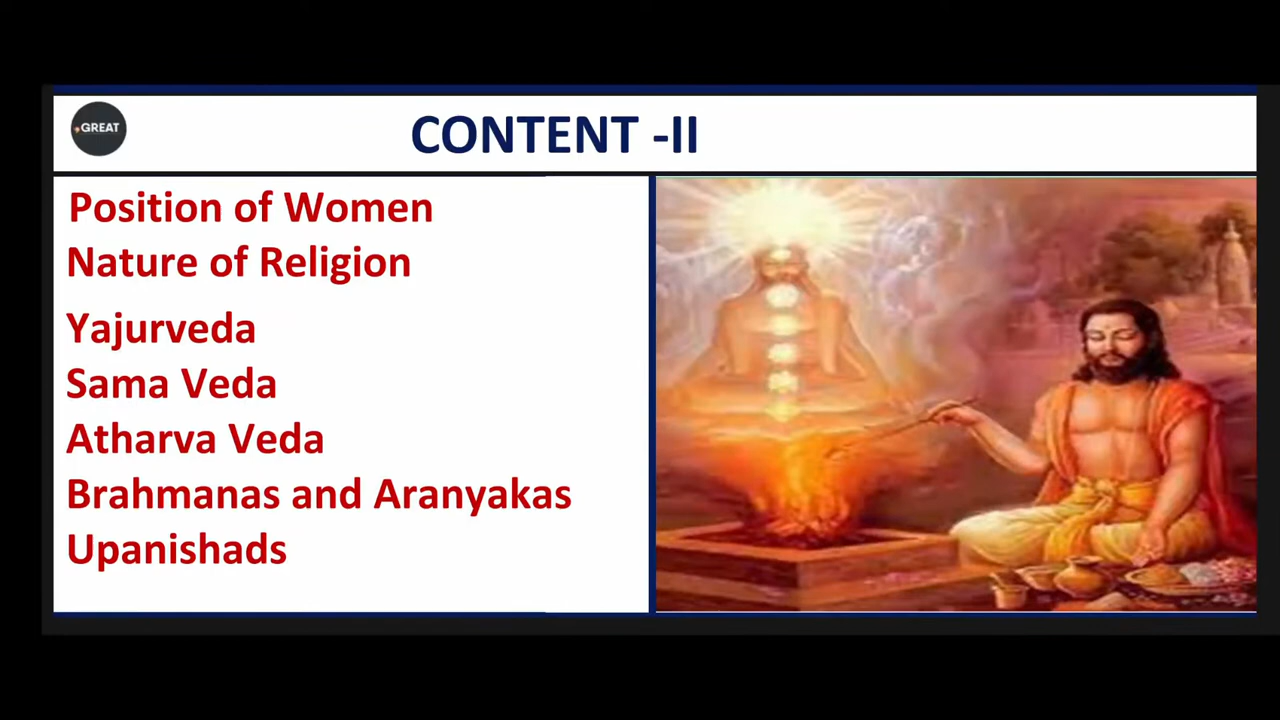 GREAT
CONTENT -II
Position of Women
Nature of Religion
Yajurveda
Sama Veda
Atharva Veda
Brahmanas and Aranyakas
Upanishads